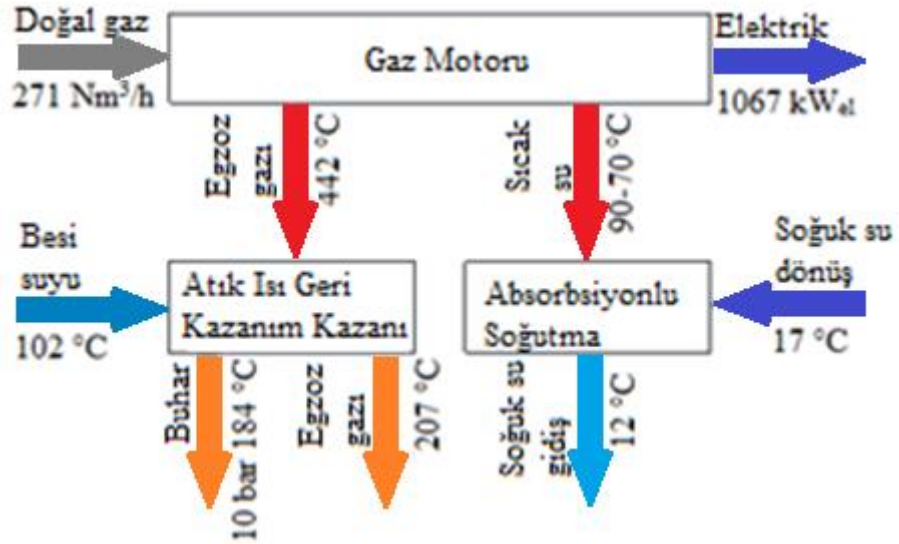 Doğal gaz
271 Nm³/h
Gaz Motoru
Elektrik
1067 kWel
Egzoz
gazı
442 °C
Sıcak
su
90-70 °C
Besi
suyu
102 °C
Atık Isı Geri
Kazanım Kazanı
Absorbsiyonlu
Soğutma
Soğuk su
dönüş
17 °C
Buhar
10 bar 184 °C
Egzoz
gazı
207 °C
Soğuk su
gidiş
12 °C